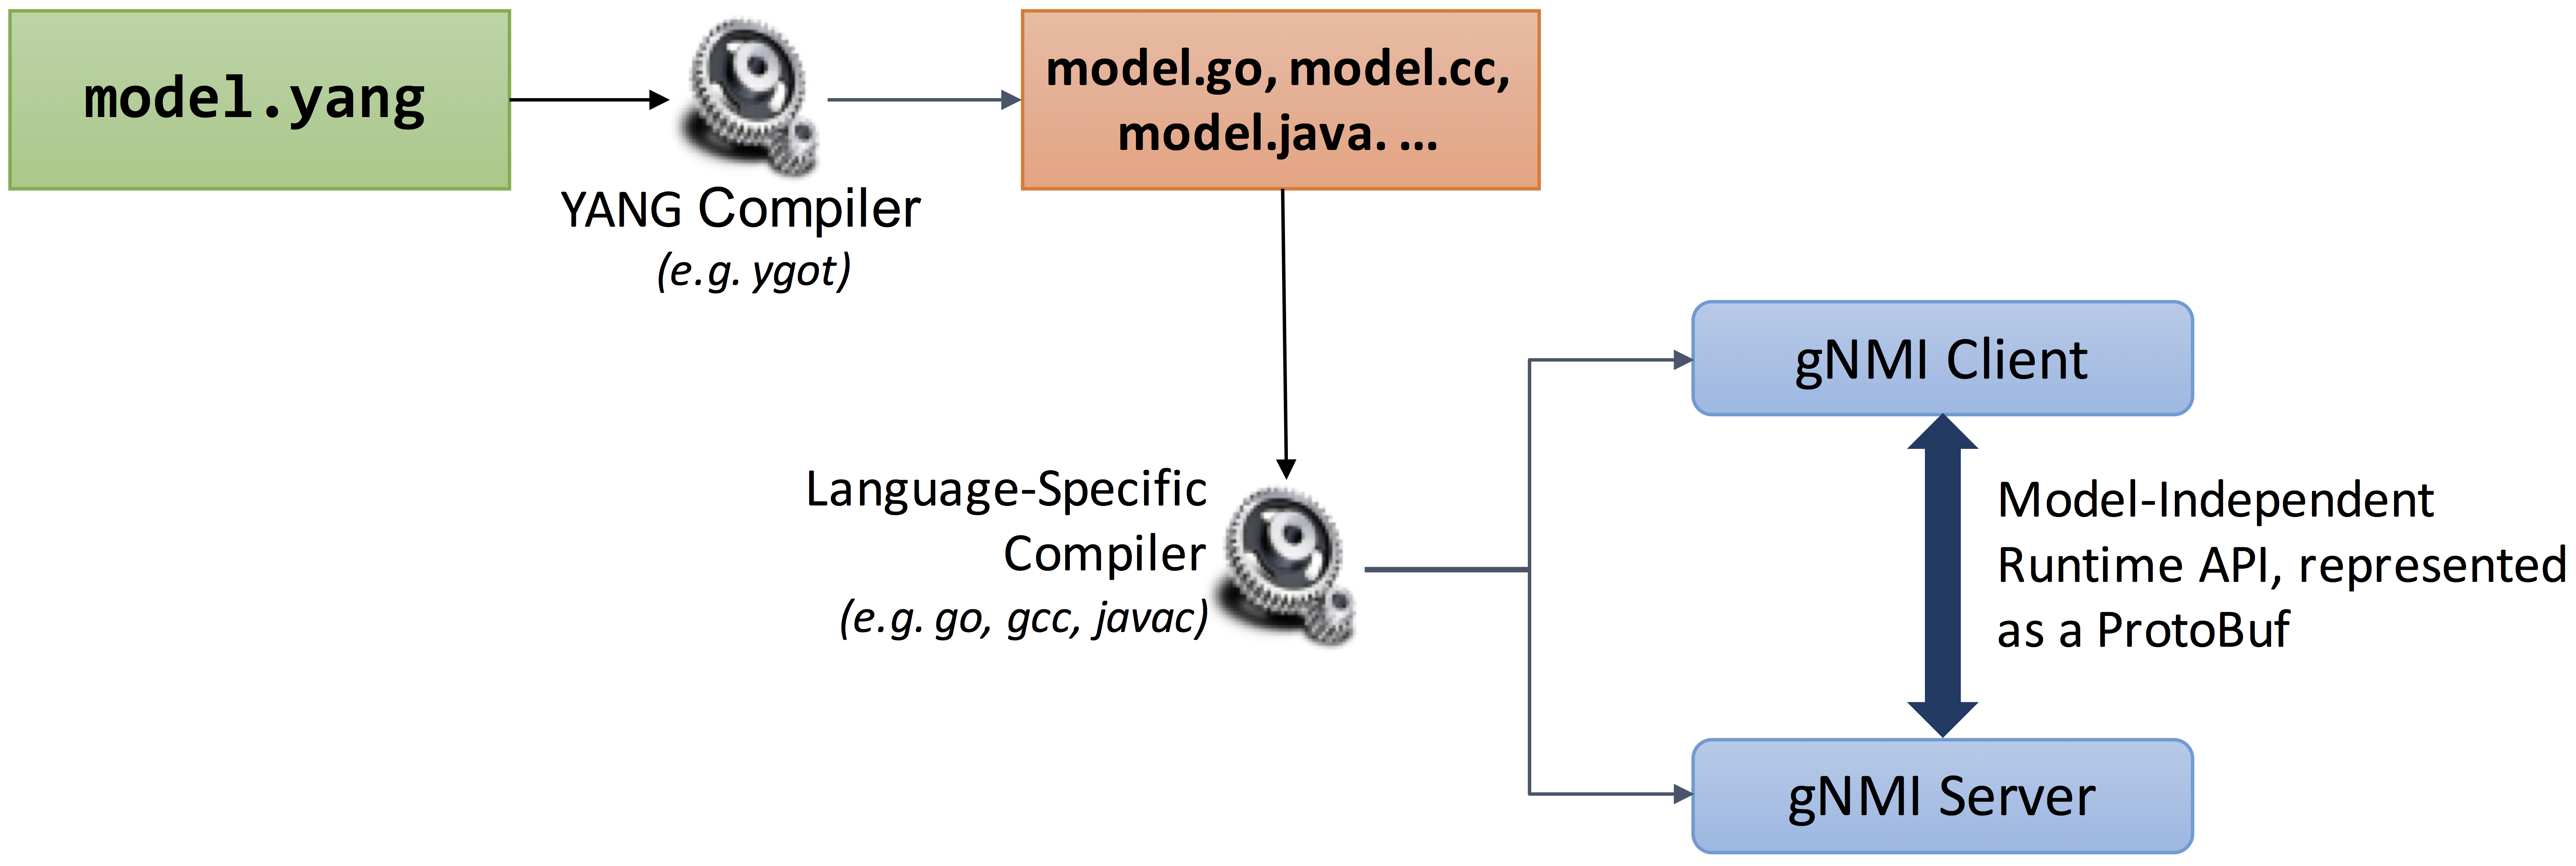 model.yang
YANG Compiler
(e.g. ygot)
model.go, model.cc,
model.java. ...
Language-Specific
Compiler
(e.g. go, gcc, javac)
gNMI Client
Model-Independent
Runtime API, represented
as a ProtoBuf
gNMI Server